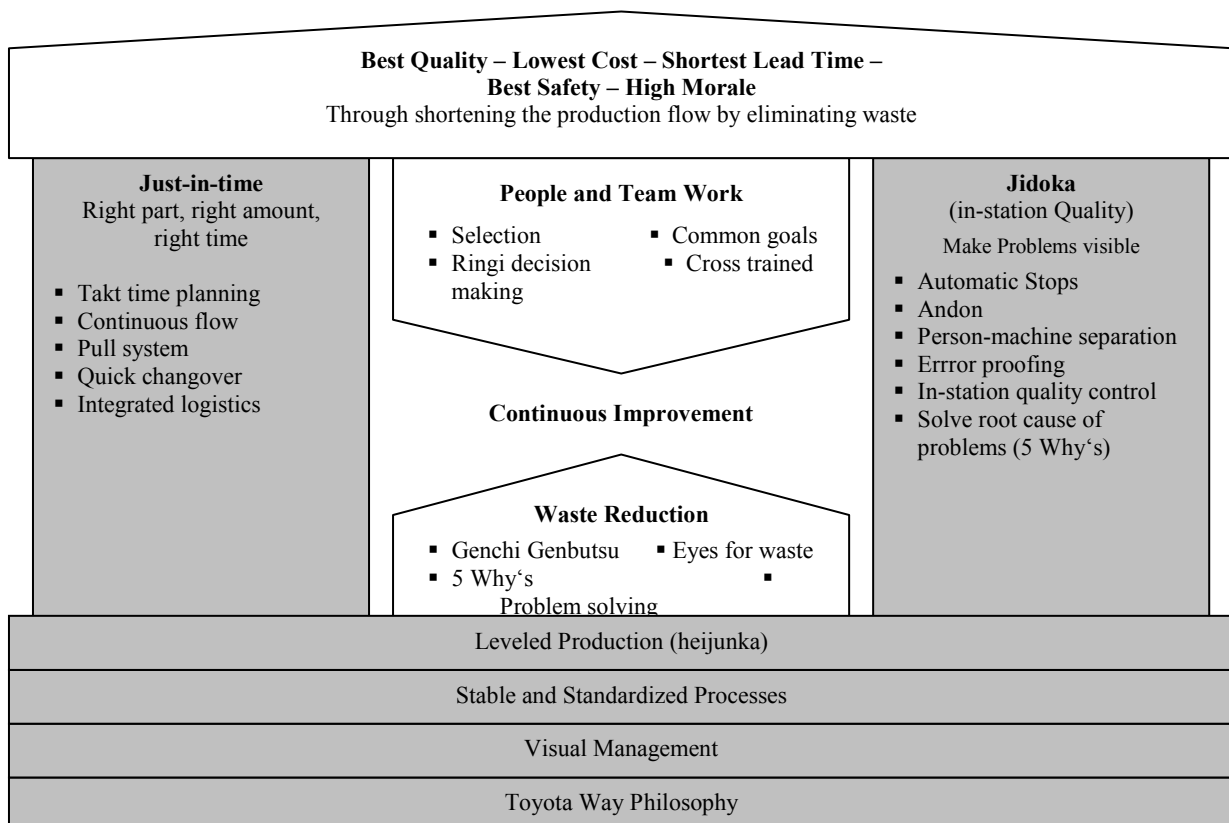 Best Quality – Lowest Cost – Shortest Lead Time –
Best Safety – High Morale
Through shortening the production flow by eliminating waste
Just-in-time
Right part, right amount,
right time
▪ Takt time planning
▪ Continuous flow
▪ Pull system
▪ Quick changover
▪ Integrated logistics
People and Team Work
▪ Selection ▪ Common goals
▪ Ringi decision ▪ Cross trained
making
Continuous Improvement
Waste Reduction
▪ Genchi Genbutsu ▪ Eyes for waste
▪ 5 Why‘s ▪
Problem solving
Jidoka
(in-station Quality)
Make Problems visible
▪ Automatic Stops
▪ Andon
▪ Person-machine separation
▪ Errror proofing
▪ In-station quality control
▪ Solve root cause of
problems (5 Why‘s)
Leveled Production (heijunka)
Stable and Standardized Processes
Visual Management
Toyota Way Philosophy